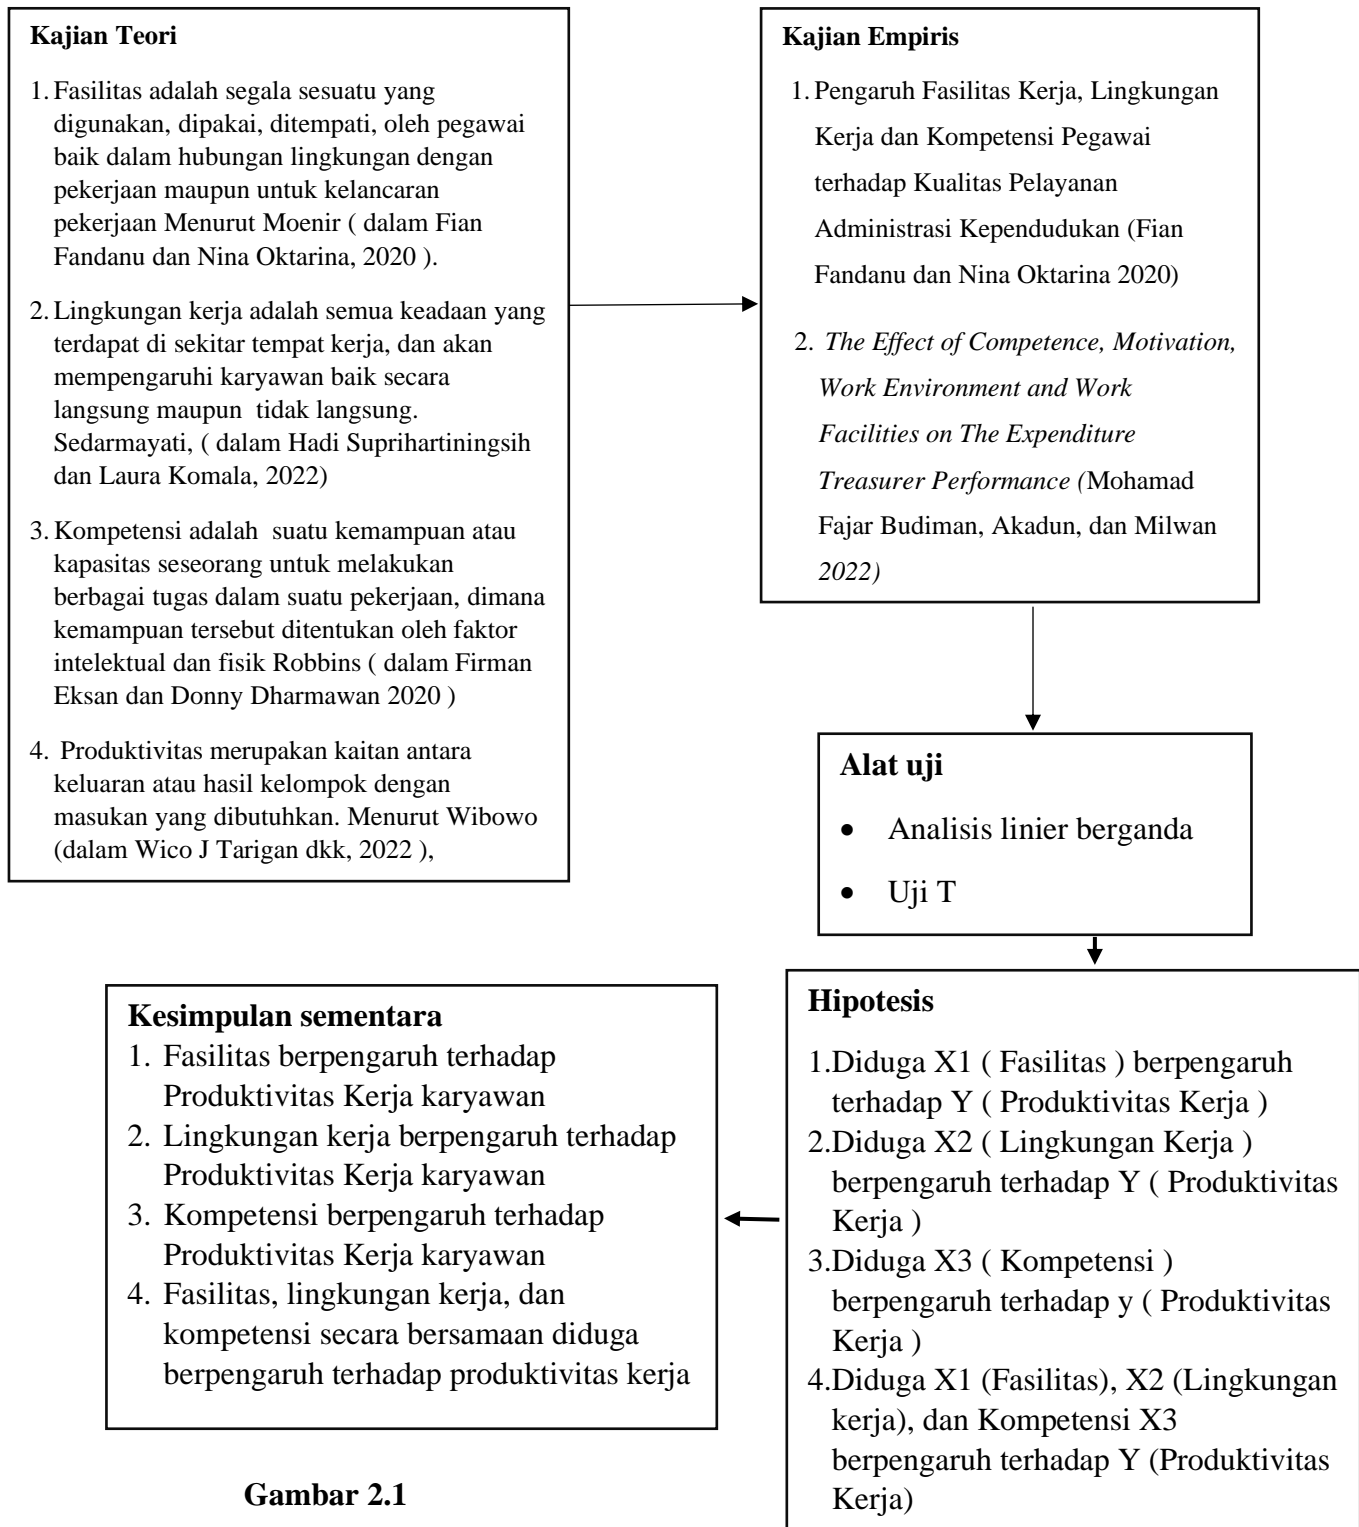 Kajian Teori
1. Fasilitas adalah segala sesuatu yang
digunakan, dipakai, ditempati, oleh pegawai
baik dalam hubungan lingkungan dengan
pekerjaan maupun untuk kelancaran
pekerjaan Menurut Moenir ( dalam Fian
Fandanu dan Nina Oktarina, 2020 ).
2. Lingkungan kerja adalah semua keadaan yang
terdapat di sekitar tempat kerja, dan akan
mempengaruhi karyawan baik secara
langsung maupun  tidak langsung.
Sedarmayati, ( dalam Hadi Suprihartiningsih
dan Laura Komala, 2022)
3. Kompetensi adalah  suatu kemampuan atau
kapasitas seseorang untuk melakukan
berbagai tugas dalam suatu pekerjaan, dimana
kemampuan tersebut ditentukan oleh faktor
intelektual dan fisik Robbins ( dalam Firman
Eksan dan Donny Dharmawan 2020 )
4. Produktivitas merupakan kaitan antara
keluaran atau hasil kelompok dengan
masukan yang dibutuhkan. Menurut Wibowo
(dalam Wico J Tarigan dkk, 2022 ),
Kajian Empiris
1. Pengaruh Fasilitas Kerja, Lingkungan
Kerja dan Kompetensi Pegawai
terhadap Kualitas Pelayanan
Administrasi Kependudukan (Fian
Fandanu dan Nina Oktarina 2020)
2. The Effect of Competence, Motivation,
Work Environment and Work
Facilities on The Expenditure
Treasurer Performance (Mohamad
Fajar Budiman, Akadun, dan Milwan
2022)
Alat uji
• Analisis linier berganda
• Uji T
Hipotesis
1.Diduga X1 ( Fasilitas ) berpengaruh
terhadap Y ( Produktivitas Kerja )
2.Diduga X2 ( Lingkungan Kerja )
berpengaruh terhadap Y ( Produktivitas
Kerja )
3.Diduga X3 ( Kompetensi )
berpengaruh terhadap y ( Produktivitas
Kerja )
4.Diduga X1 (Fasilitas), X2 (Lingkungan
kerja), dan Kompetensi X3
berpengaruh terhadap Y (Produktivitas
Kerja)
Kesimpulan sementara
1. Fasilitas berpengaruh terhadap
Produktivitas Kerja karyawan
2. Lingkungan kerja berpengaruh terhadap
Produktivitas Kerja karyawan
3. Kompetensi berpengaruh terhadap
Produktivitas Kerja karyawan
4. Fasilitas, lingkungan kerja, dan
kompetensi secara bersamaan diduga
berpengaruh terhadap produktivitas kerja
Gambar 2.1